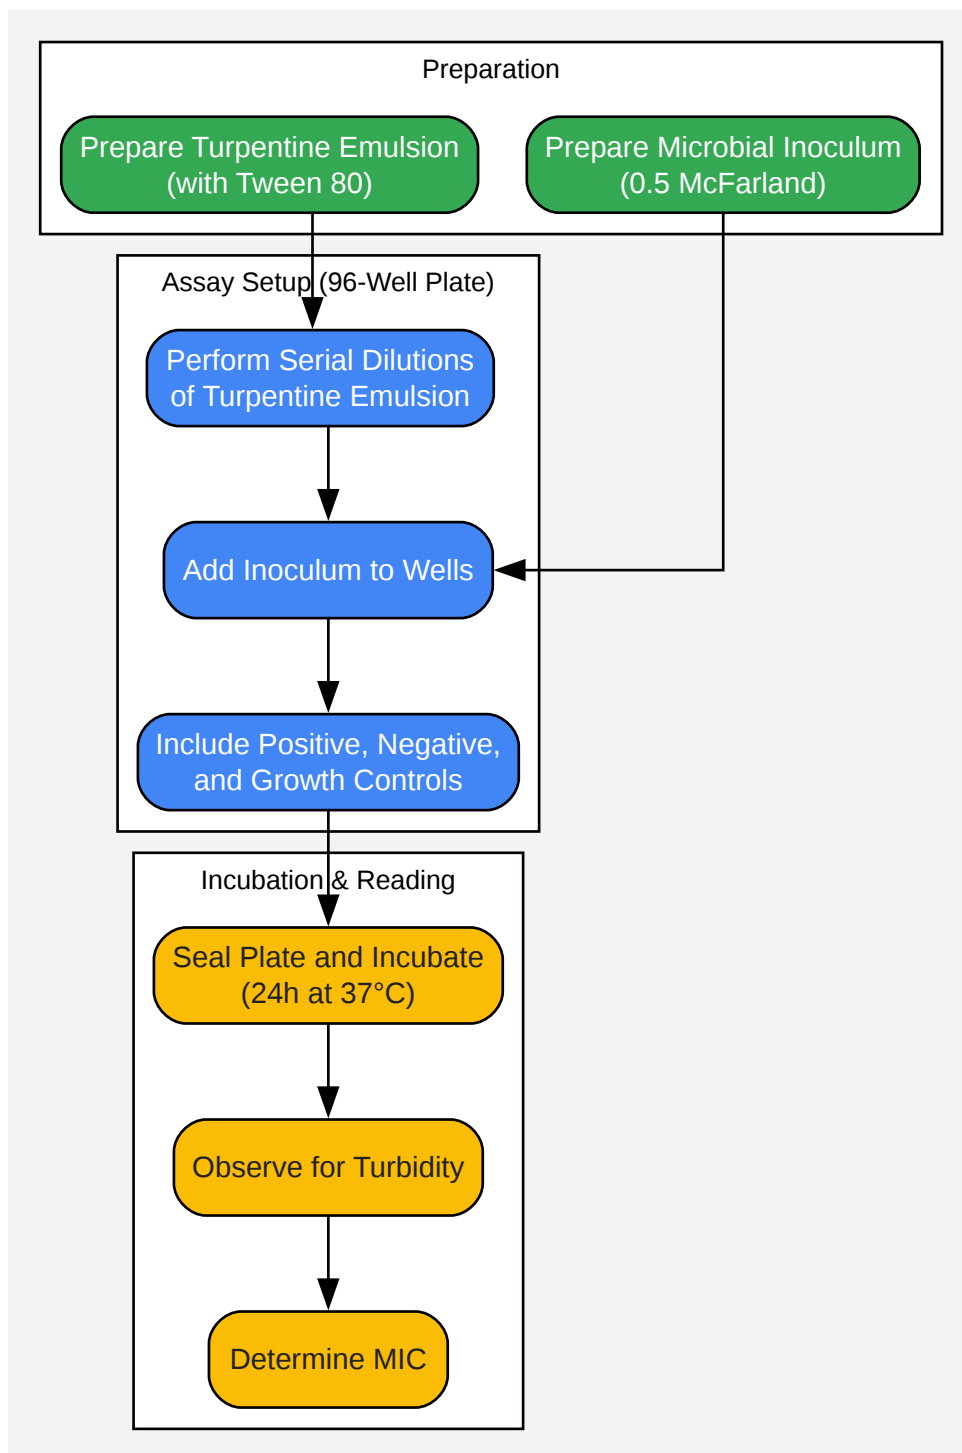 Preparation
Prepare Turpentine Emulsion
(with Tween 80)
Prepare Microbial Inoculum
(0.5 McFarland)
Assay Setup (96-Well Plate)
Perform Serial Dilutions
of Turpentine Emulsion
Add Inoculum to Wells
Include Positive, Negative,
and Growth Controls
Incubation & Reading
Seal Plate and Incubate
(24h at 37°C)
Observe for Turbidity
Determine MIC